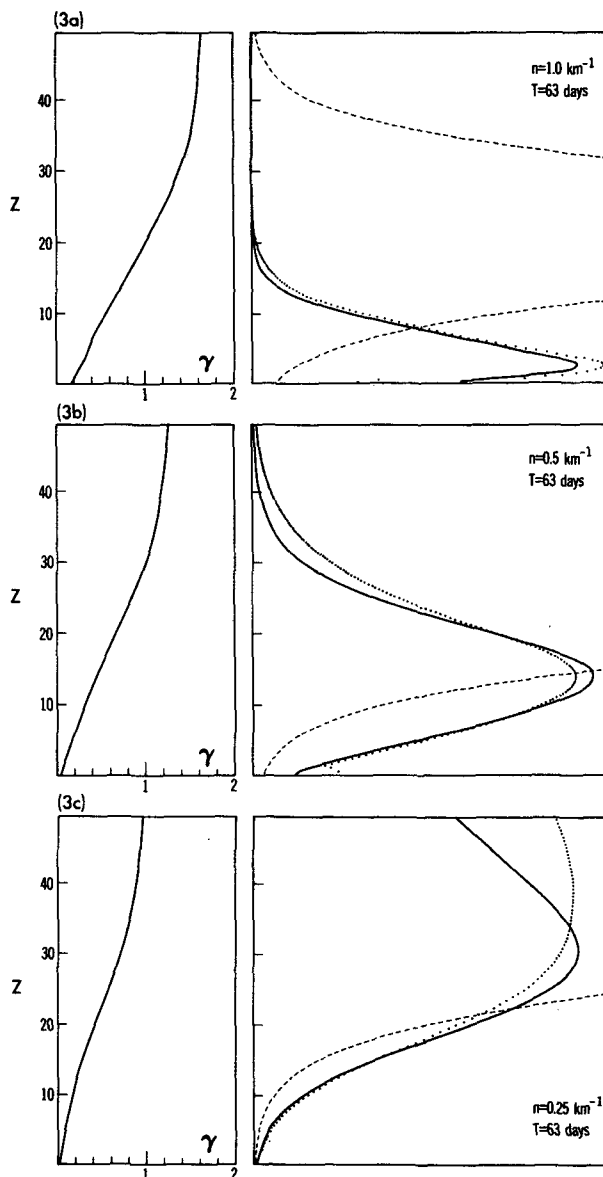 (3a)
40
30
Z
20
10
γ
1
2
n=1.0 km⁻¹
T=63 days
(3b)
40
30
Z
20
10
γ
1
2
n=0.5 km⁻¹
T=63 days
(3c)
40
30
Z
20
10
γ
1
2
n=0.25 km⁻¹
T=63 days